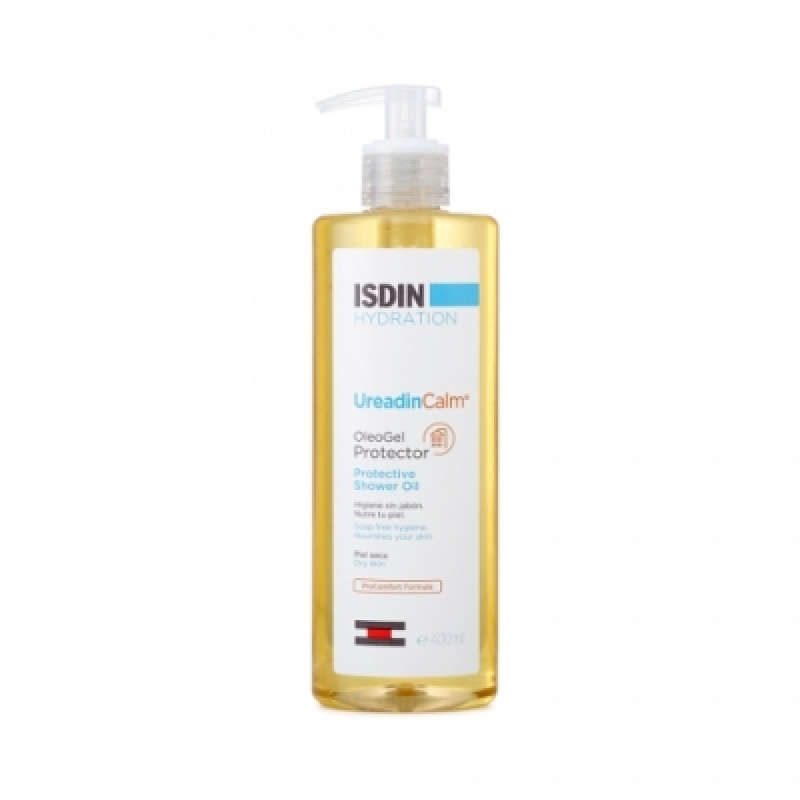 ISDIN
HYDRATION
UreadinCalm®
OleoGel
Protector
Protective
Shower Oil
Higiene sin jabón.
Nutre tu piel.
Soap free hygiene.
Nourishes your skin.
Piel seca
Dry skin
ProComfort Formula
℮400ml